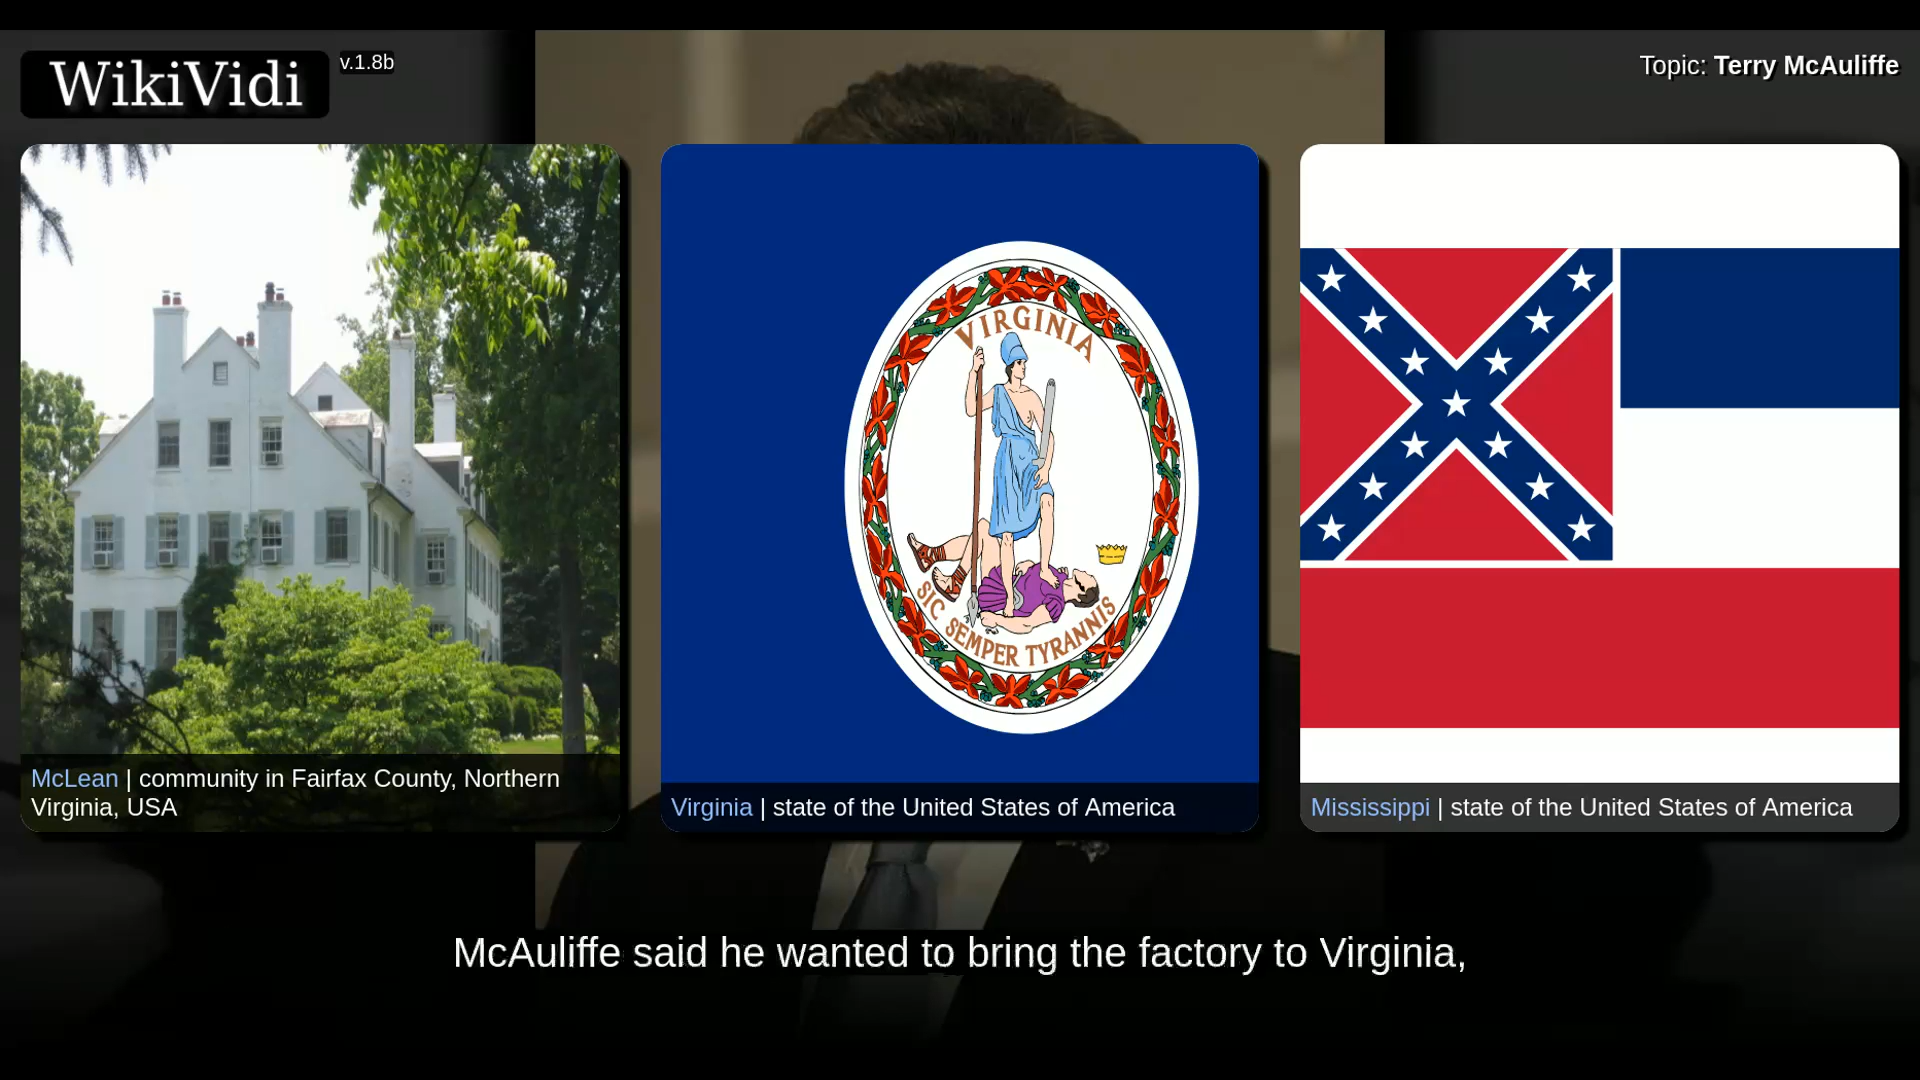 WikiVidi
v.1.8b
Topic: Terry McAuliffe
VIRGINIA
SIC SEMPER TYRANNIS
McLean | community in Fairfax County, Northern
Virginia, USA
Virginia | state of the United States of America
Mississippi | state of the United States of America
McAuliffe said he wanted to bring the factory to Virginia,